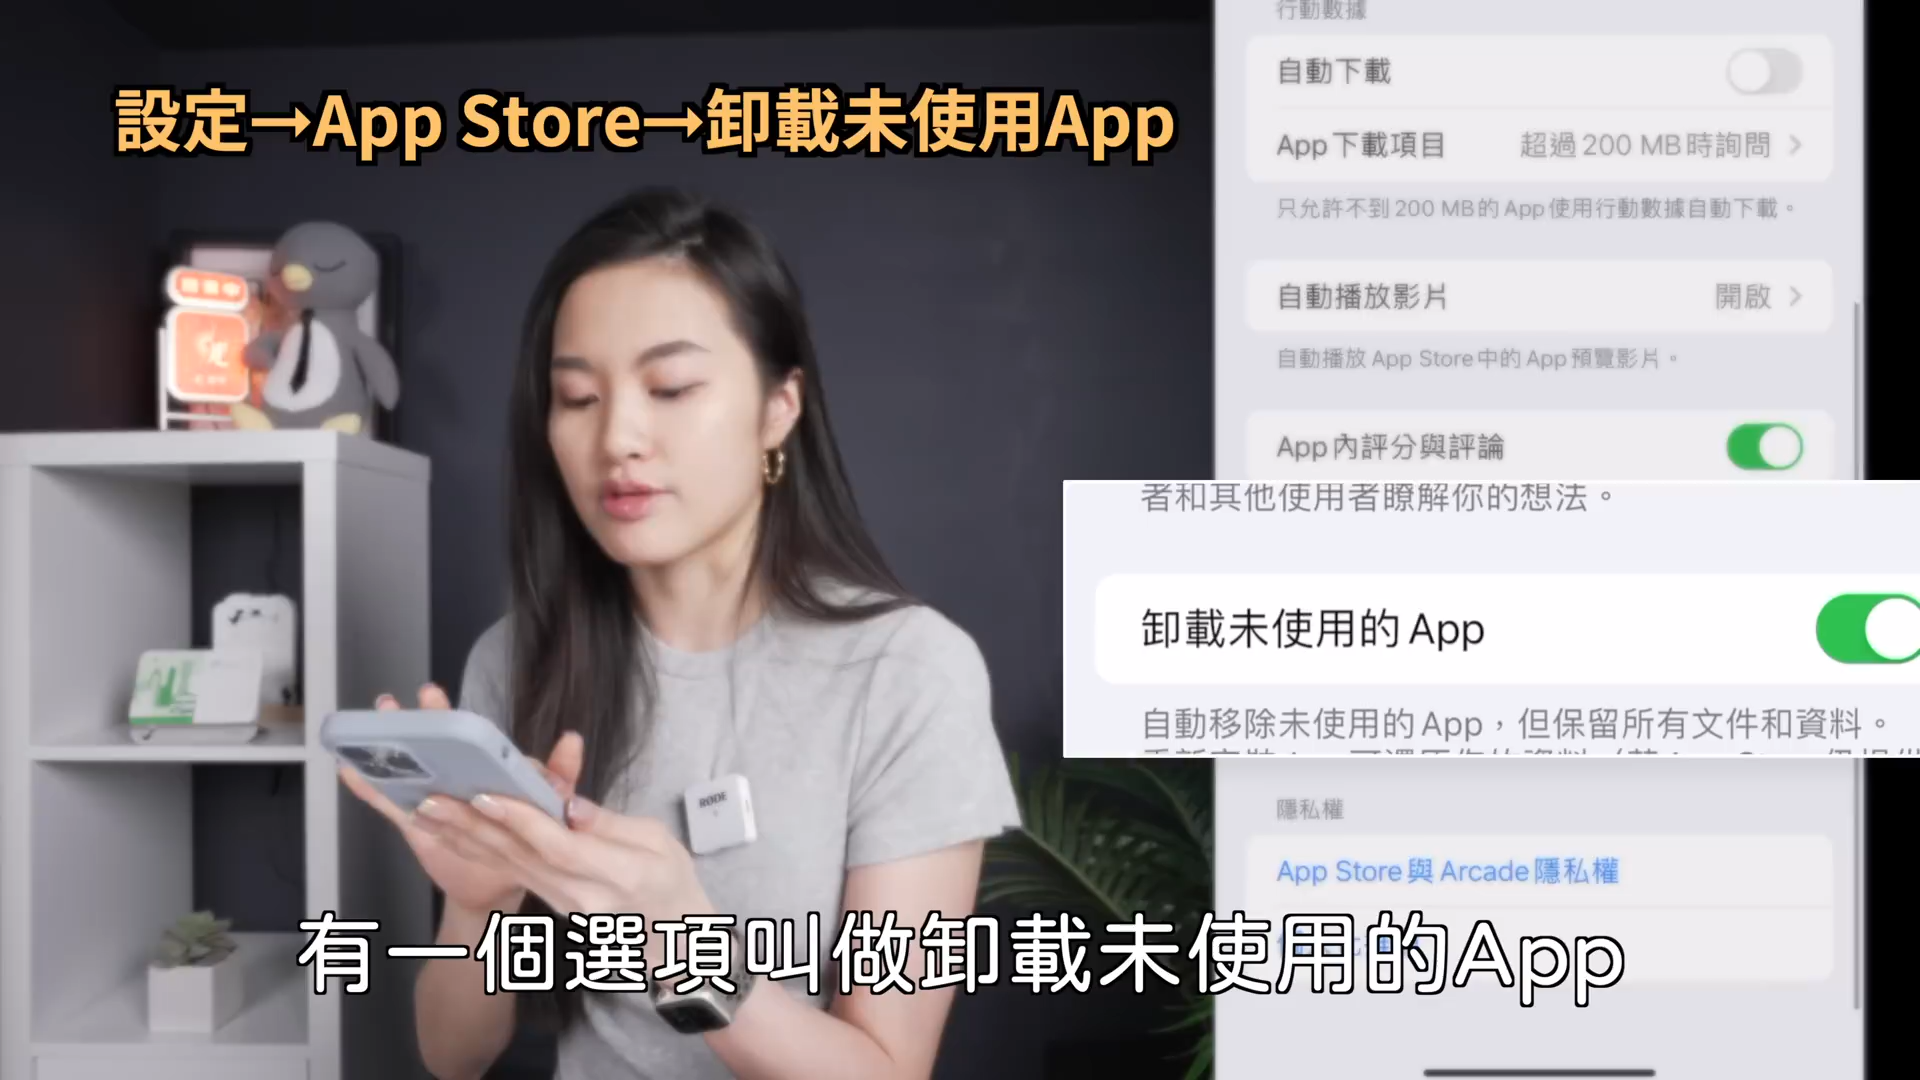 設定→App Store→卸載未使用App
行動數據
自動下載
App下載項目 超過200 MB時詢問
只允許不到200 MB的App使用行動數據自動下載。
自動播放影片 開啟
自動播放App Store中的App預覽影片。
App內評分與評論
者和其他使用者瞭解你的想法。
卸載未使用的App
自動移除未使用的App，但保留所有文件和資料。
隱私權
App Store與Arcade隱私權
RØDE
有一個選項叫做卸載未使用的App